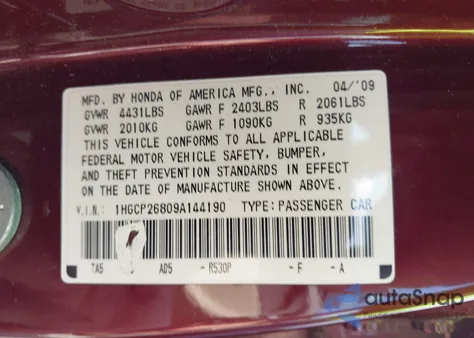 MFD. BY HONDA OF AMERICA MFG., INC. 04/'09
GVWR 4431LBS GAWR F 2403LBS R 2061LBS
GVWR 2010KG GAWR F 1090KG R 935KG
THIS VEHICLE CONFORMS TO ALL APPLICABLE
FEDERAL MOTOR VEHICLE SAFETY, BUMPER,
AND THEFT PREVENTION STANDARDS IN EFFECT
ON THE DATE OF MANUFACTURE SHOWN ABOVE.
V.I.N.: 1HGCP26809A144190 TYPE: PASSENGER CAR
TA5 AD5 - R530P - F - A
autoSnap